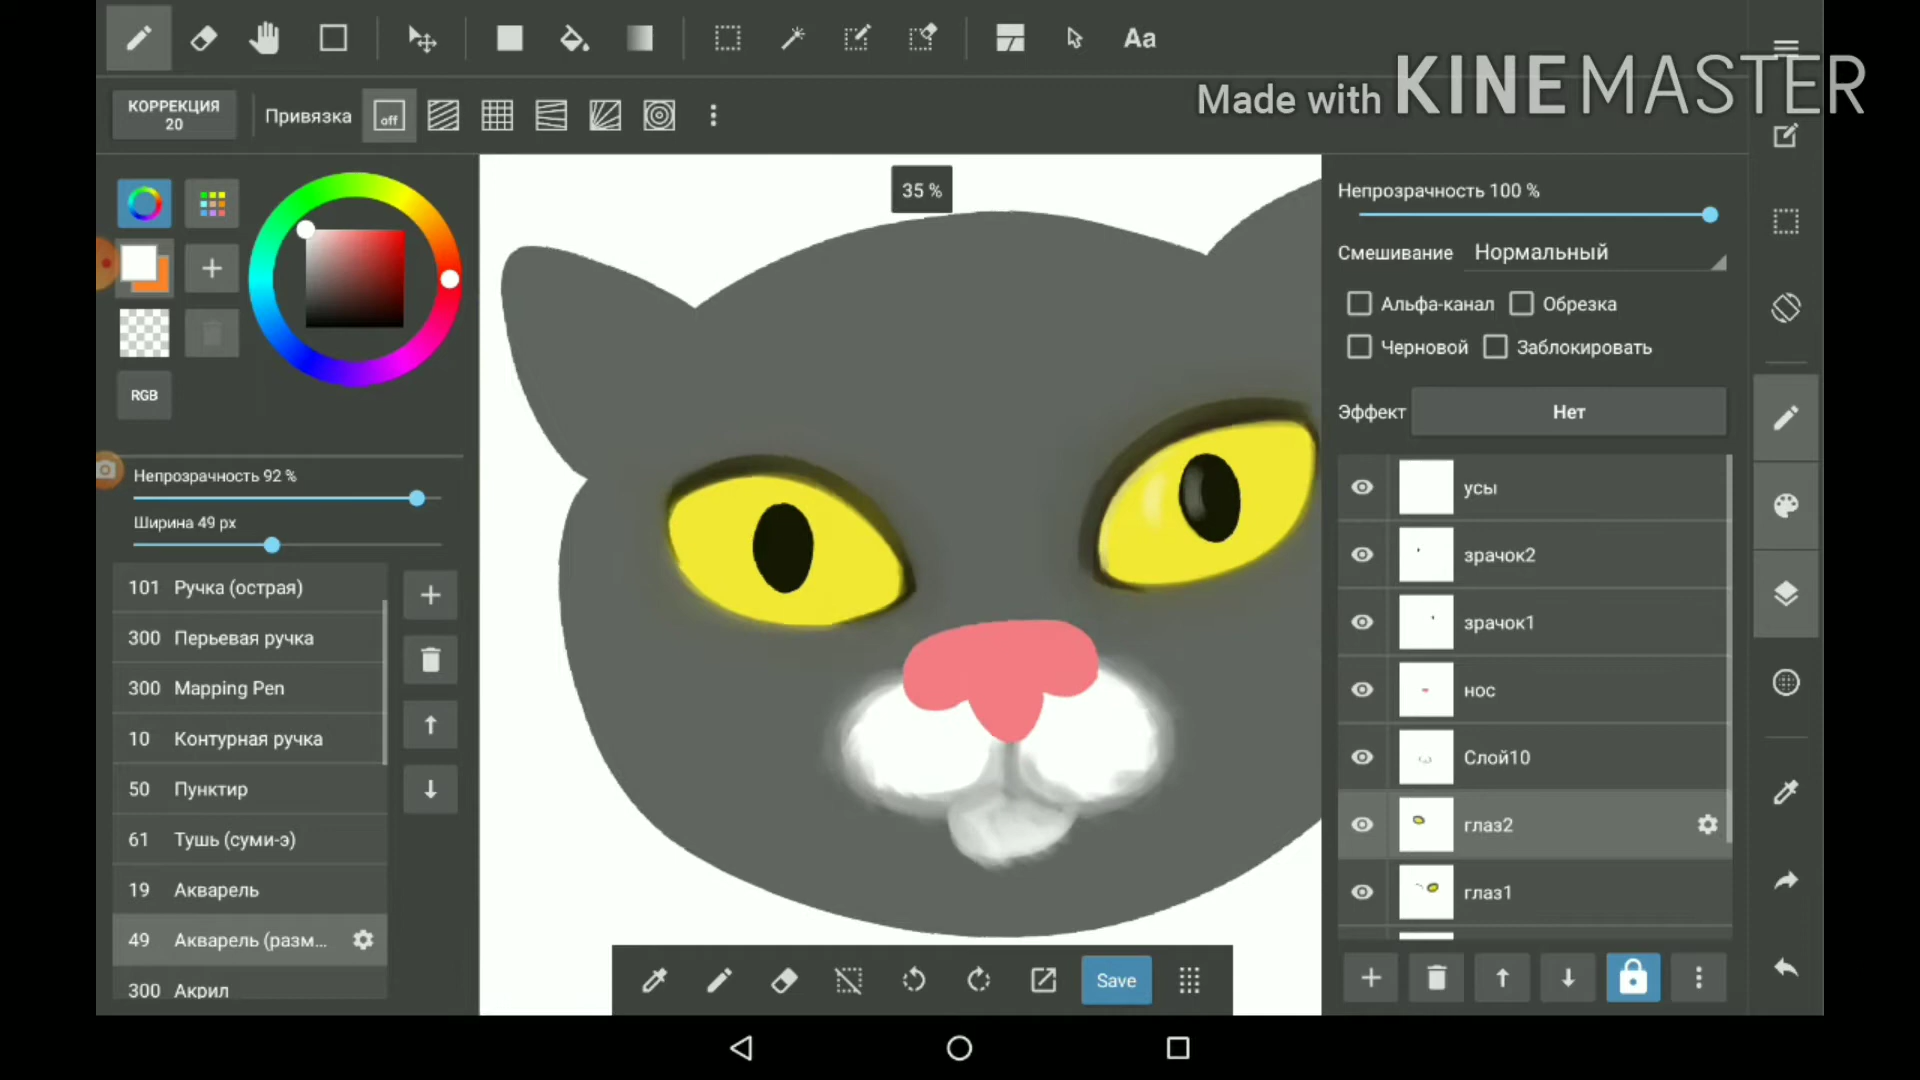 Aa
Made with KINEMASTER
КОРРЕКЦИЯ
20
Привязка
off
35 %
Непрозрачность 100 %
Смешивание
Нормальный
Альфа-канал
Обрезка
Черновой
Заблокировать
RGB
Эффект
Нет
Непрозрачность 92 %
Ширина 49 px
101 Ручка (острая)
300 Перьевая ручка
300 Mapping Pen
10 Контурная ручка
50 Пунктир
61 Тушь (суми-э)
19 Акварель
49 Акварель (разм...
300 Акрил
усы
зрачок2
зрачок1
нос
Слой10
глаз2
глаз1
Save